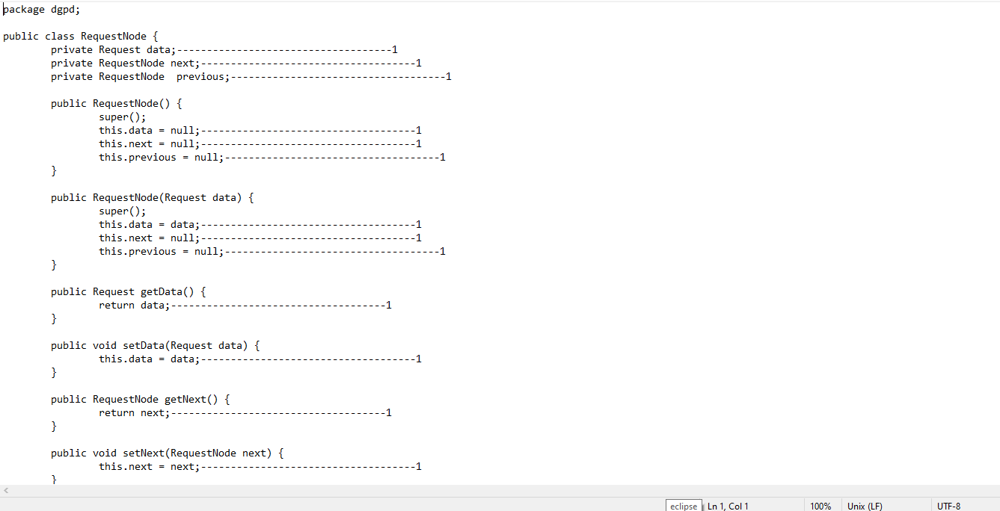 package dgpd;
public class RequestNode {
private Request data;------------------------------------1
private RequestNode next;------------------------------------1
private RequestNode  previous;------------------------------------1
public RequestNode() {
super();
this.data = null;------------------------------------1
this.next = null;------------------------------------1
this.previous = null;------------------------------------1
}
public RequestNode(Request data) {
super();
this.data = data;------------------------------------1
this.next = null;------------------------------------1
this.previous = null;------------------------------------1
}
public Request getData() {
return data;------------------------------------1
}
public void setData(Request data) {
this.data = data;------------------------------------1
}
public RequestNode getNext() {
return next;------------------------------------1
}
public void setNext(RequestNode next) {
this.next = next;------------------------------------1
}
eclipse Ln 1, Col 1 100% Unix (LF) UTF-8